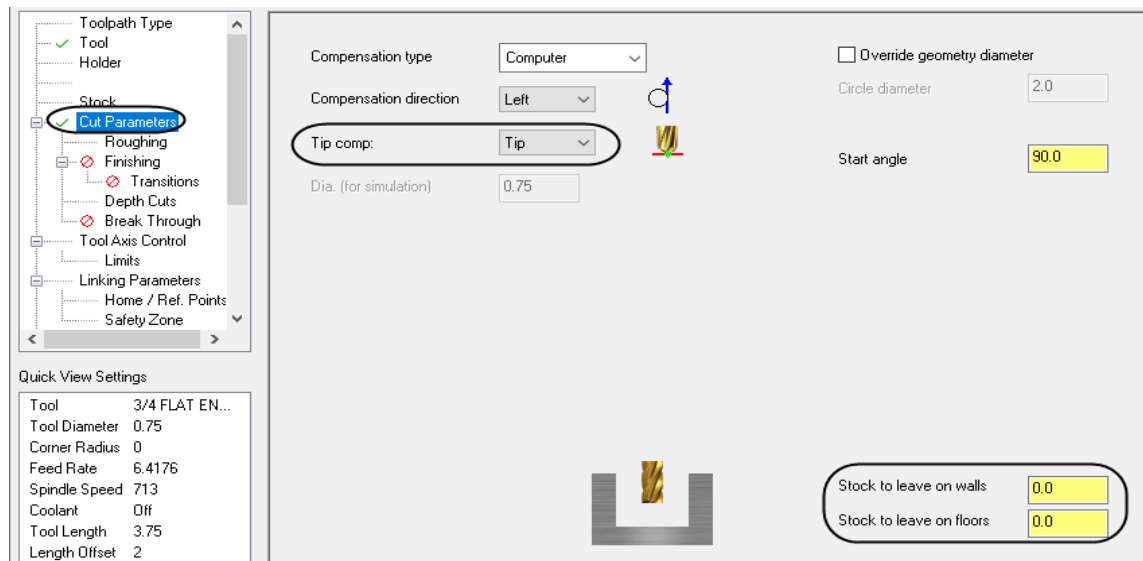 Toolpath Type
Tool
Holder
Stock
Cut Parameters
Roughing
Finishing
Transitions
Depth Cuts
Break Through
Tool Axis Control
Limits
Linking Parameters
Home / Ref. Points
Safety Zone
Quick View Settings
Tool 3/4 FLAT EN...
Tool Diameter 0.75
Corner Radius 0
Feed Rate 6.4176
Spindle Speed 713
Coolant Off
Tool Length 3.75
Length Offset 2
Compensation type Computer
Compensation direction Left
Tip comp: Tip
Dia. (for simulation) 0.75
Override geometry diameter
Circle diameter 2.0
Start angle 90.0
Stock to leave on walls 0.0
Stock to leave on floors 0.0